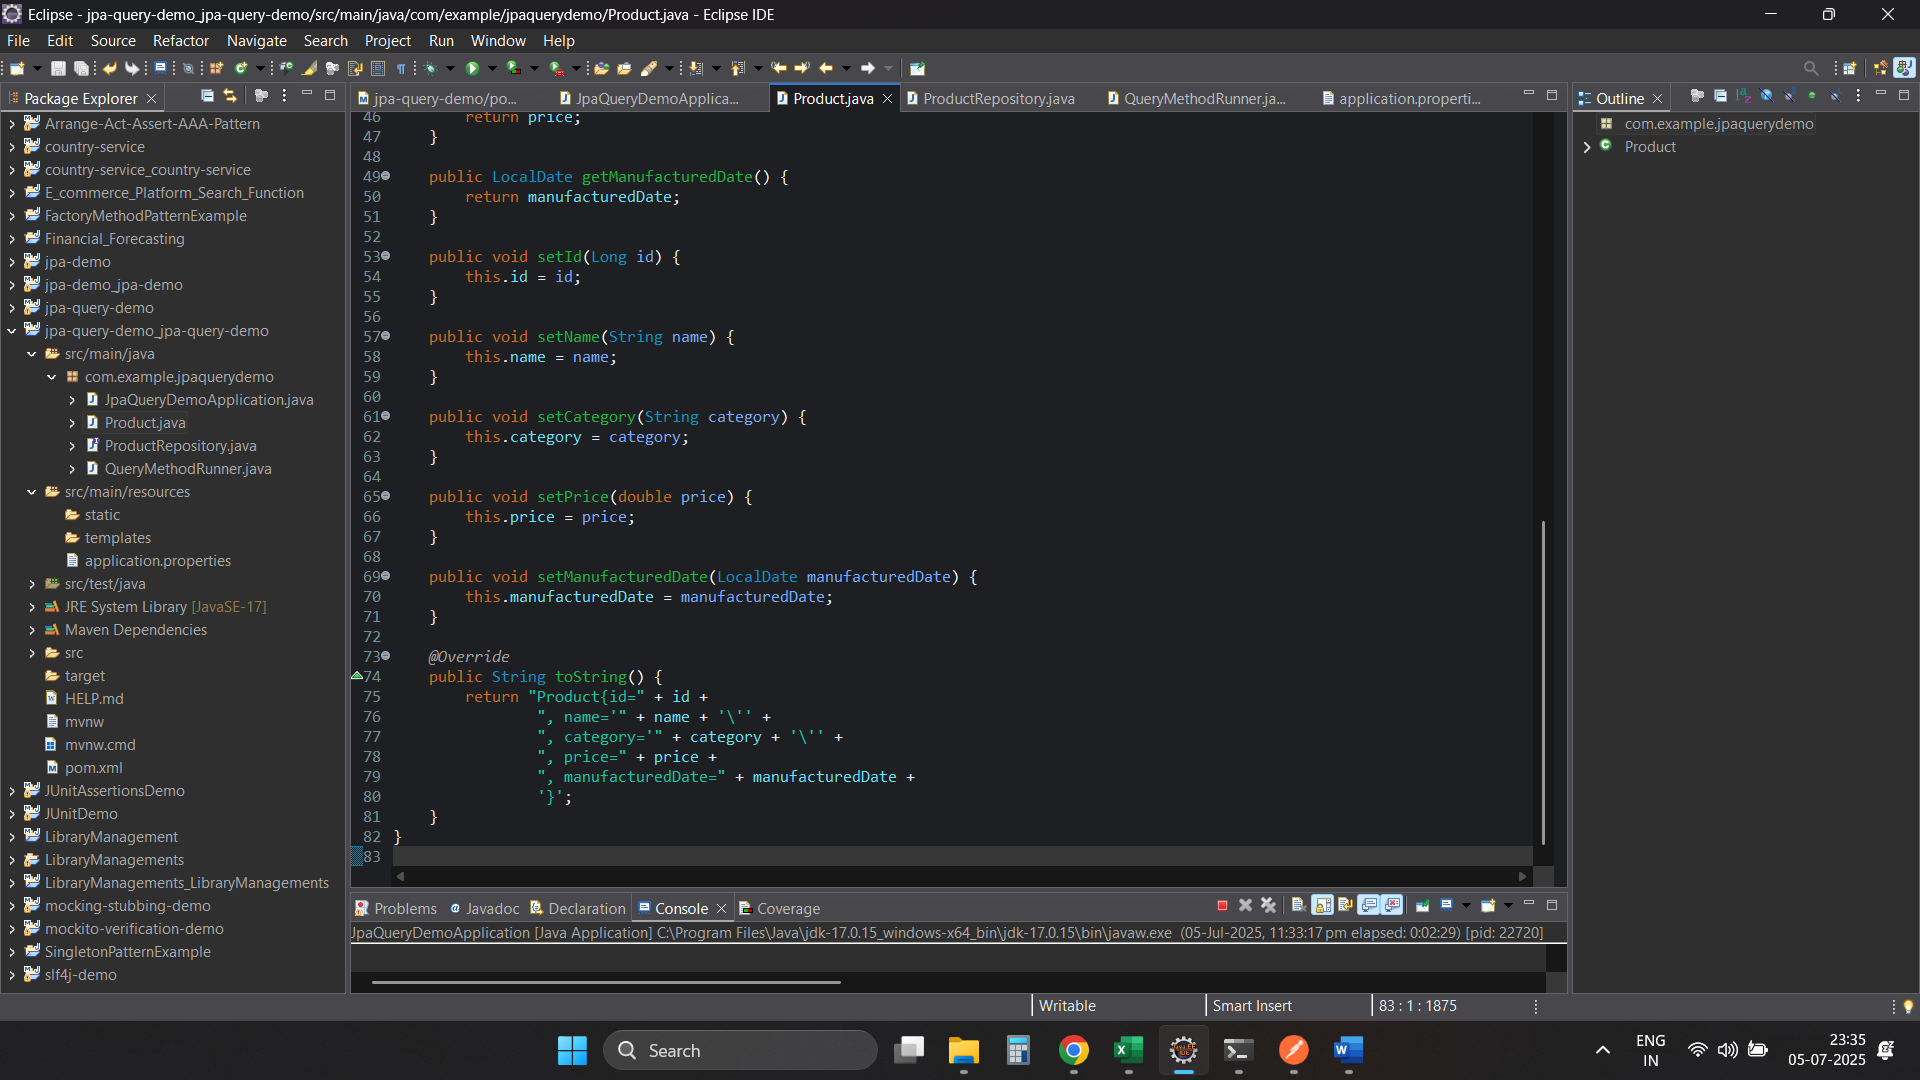 Eclipse - jpa-query-demo_jpa-query-demo/src/main/java/com/example/jpaquerydemo/Product.java - Eclipse IDE
File Edit Source Refactor Navigate Search Project Run Window Help
Package Explorer
Arrange-Act-Assert-AAA-Pattern
country-service
country-service_country-service
E_commerce_Platform_Search_Function
FactoryMethodPatternExample
Financial_Forecasting
jpa-demo
jpa-demo_jpa-demo
jpa-query-demo
jpa-query-demo_jpa-query-demo
src/main/java
com.example.jpaquerydemo
JpaQueryDemoApplication.java
Product.java
ProductRepository.java
QueryMethodRunner.java
src/main/resources
static
templates
application.properties
src/test/java
JRE System Library [JavaSE-17]
Maven Dependencies
src
target
HELP.md
mvnw
mvnw.cmd
pom.xml
JUnitAssertionsDemo
JUnitDemo
LibraryManagement
LibraryManagements
LibraryManagements_LibraryManagements
mocking-stubbing-demo
mockito-verification-demo
SingletonPatternExample
slf4j-demo
jpa-query-demo/po... JpaQueryDemoApplica... Product.java ProductRepository.java QueryMethodRunner.ja... application.properti...
46 return price;
47 }
48
49 public LocalDate getManufacturedDate() {
50 return manufacturedDate;
51 }
52
53 public void setId(Long id) {
54 this.id = id;
55 }
56
57 public void setName(String name) {
58 this.name = name;
59 }
60
61 public void setCategory(String category) {
62 this.category = category;
63 }
64
65 public void setPrice(double price) {
66 this.price = price;
67 }
68
69 public void setManufacturedDate(LocalDate manufacturedDate) {
70 this.manufacturedDate = manufacturedDate;
71 }
72
73 @Override
74 public String toString() {
75 return "Product{id=" + id +
76 ", name='" + name + '\'' +
77 ", category='" + category + '\'' +
78 ", price=" + price +
79 ", manufacturedDate=" + manufacturedDate +
80 '}';
81 }
82 }
83
Outline
com.example.jpaquerydemo
Product
Problems Javadoc Declaration Console Coverage
JpaQueryDemoApplication [Java Application] C:\Program Files\Java\jdk-17.0.15_windows-x64_bin\jdk-17.0.15\bin\javaw.exe (05-Jul-2025, 11:33:17 pm elapsed: 0:02:29) [pid: 22720]
Writable Smart Insert 83 : 1 : 1875
Search
ENG
IN
23:35
05-07-2025